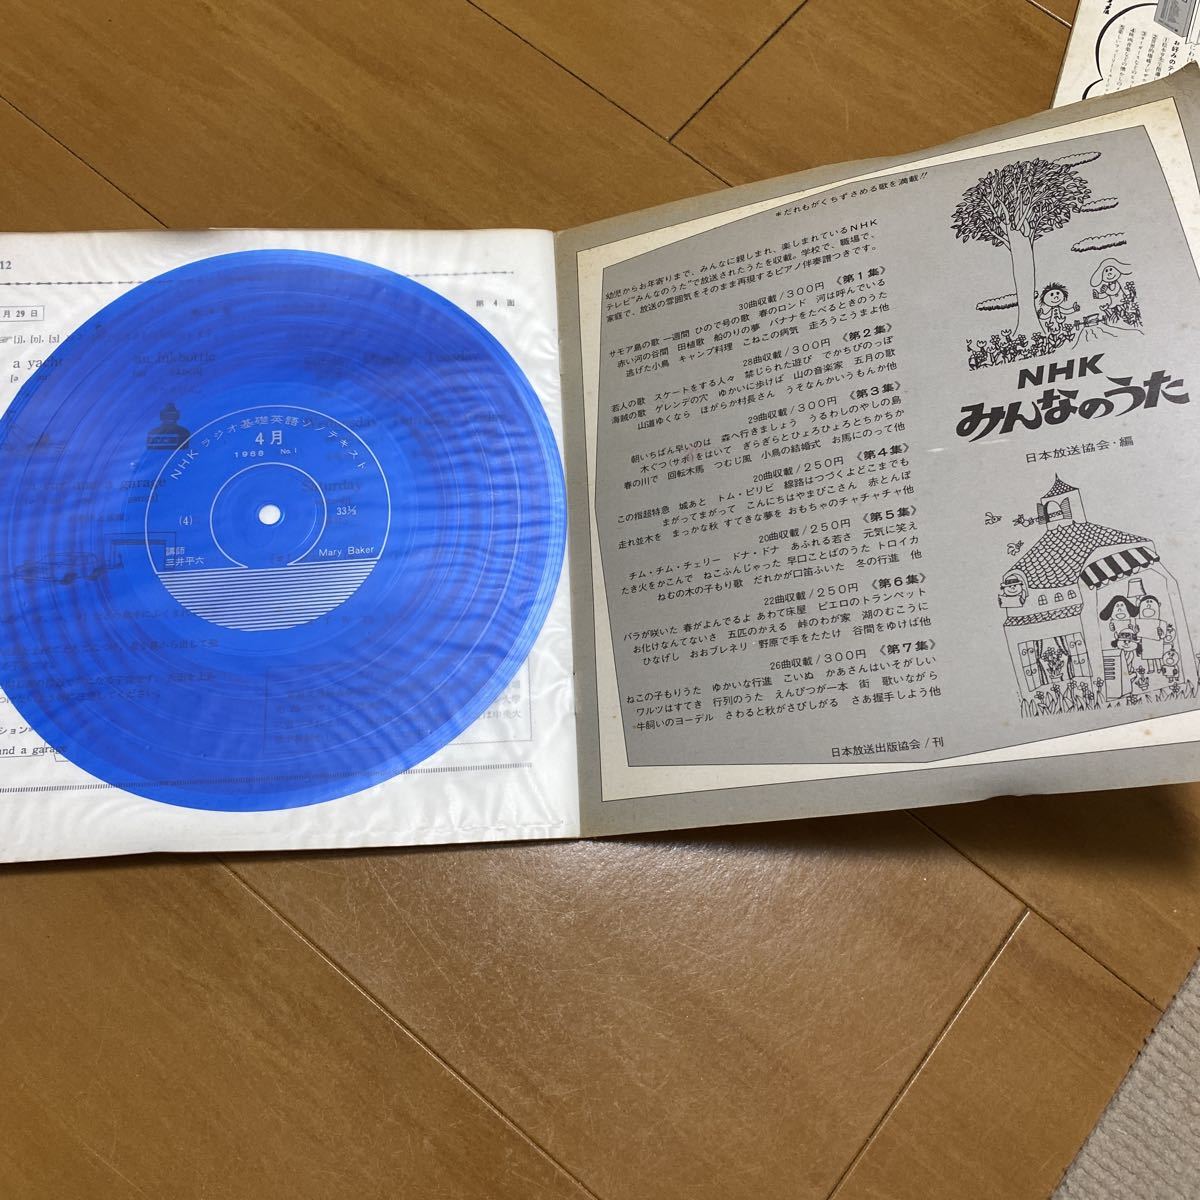 12
月29日
第4面
[j], [ŋ], [ʒ]
a yacht
an inkbottle
Monday Tuesday
garage
Saturday
NHKラジオ基礎英語ソノテキスト
4月
1966 No.1
(4)
33⅓
講師
三井平六
Mary Baker
ション
and a garage
*だれもがくちずさめる歌を満載!!
幼児からお年寄りまで、みんなに親しまれ、楽しまれているNHK
テレビ“みんなのうた”で放送されたうたを収載。学校で、職場で、
家庭で、放送の雰囲気をそのまま再現するピアノ伴奏譜つきです。
30曲収載/300円 《第1集》
サモア島の歌 一週間 ひので号の歌 春のロンド 河は呼んでいる
赤い河の谷間 田植歌 船のりの夢 バナナをたべるときのうた
逃げた小鳥 キャンプ料理 こねこの病気 走ろうこうまよ他
28曲収載/300円 《第2集》
若人の歌 スケートをする人々 禁じられた遊び でかちびのっぽ
海賊の歌 ゲレンデの穴 ゆかいに歩けば 山の音楽家 五月の歌
山道ゆくなら ほがらか村長さん うそなんかいうもんか他
29曲収載/300円 《第3集》
朝いちばん早いのは 森へ行きましょう うるわしのやしの島
木ぐつ(サボ)をはいて ぎらぎらとひょろひょろとちかちか
春の川で 回転木馬 つむじ風 小鳥の結婚式 お馬にのって他
20曲収載/250円 《第4集》
この指超特急 城あと トム・ピリビ 線路はつづくよどこまでも
まがってまがって こんにちはやまびこさん 赤とんぼ
走れ並木を まっかな秋 すてきな夢を おもちゃのチャチャチャ他
20曲収載/250円 《第5集》
チム・チム・チェリー ドナ・ドナ あふれる若さ 元気に笑え
たき火をかこんで ねこふんじゃった 早口ことばのうた トロイカ
ねむの木の子もり歌 だれかが口笛ふいた 冬の行進 他
22曲収載/250円 《第6集》
バラが咲いた 春がよんでるよ あわて床屋 ピエロのトランペット
お化けなんてないさ 五匹のかえる 峠のわが家 湖のむこうに
ひなげし おおブレネリ 野原で手をたたけ 谷間をゆけば他
26曲収載/300円 《第7集》
ねこの子もりうた ゆかいな行進 こいぬ かあさんはいそがしい
ワルツはすてき 行列のうた えんぴつが一本 街 歌いながら
牛飼いのヨーデル さわると秋がさびしがる さあ握手しよう他
日本放送出版協会/刊
NHK
みんなのうた
日本放送協会・編